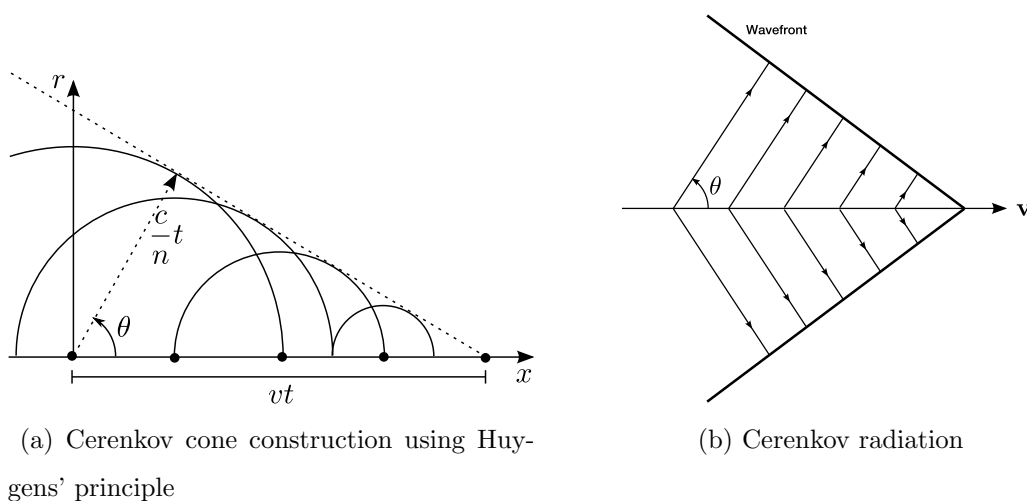 r
c
n
t
θ
x
vt
(a) Cerenkov cone construction using Huy-
gens’ principle
Wavefront
θ
v
(b) Cerenkov radiation